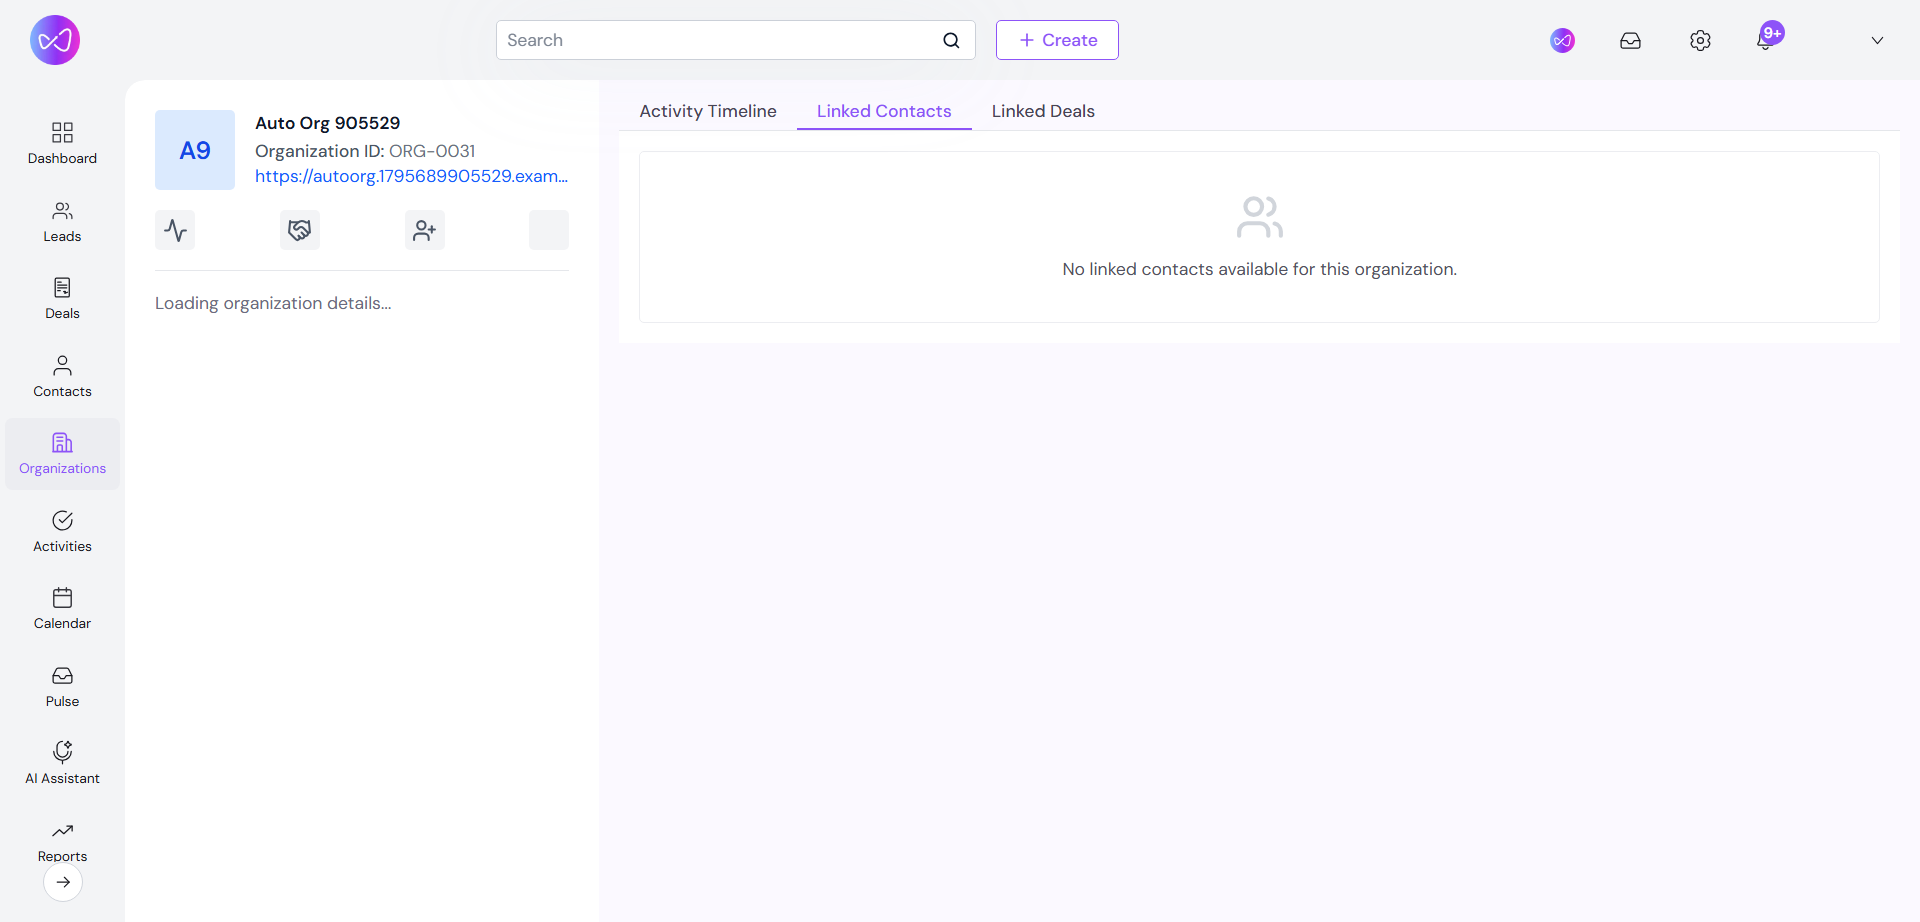 Search
Create
9+
Dashboard
Leads
Deals
Contacts
Organizations
Activities
Calendar
Pulse
AI Assistant
Reports
A9
Auto Org 905529
Organization ID: ORG-0031
https://autoorg.1795689905529.exam...
Loading organization details...
Activity Timeline
Linked Contacts
Linked Deals
No linked contacts available for this organization.